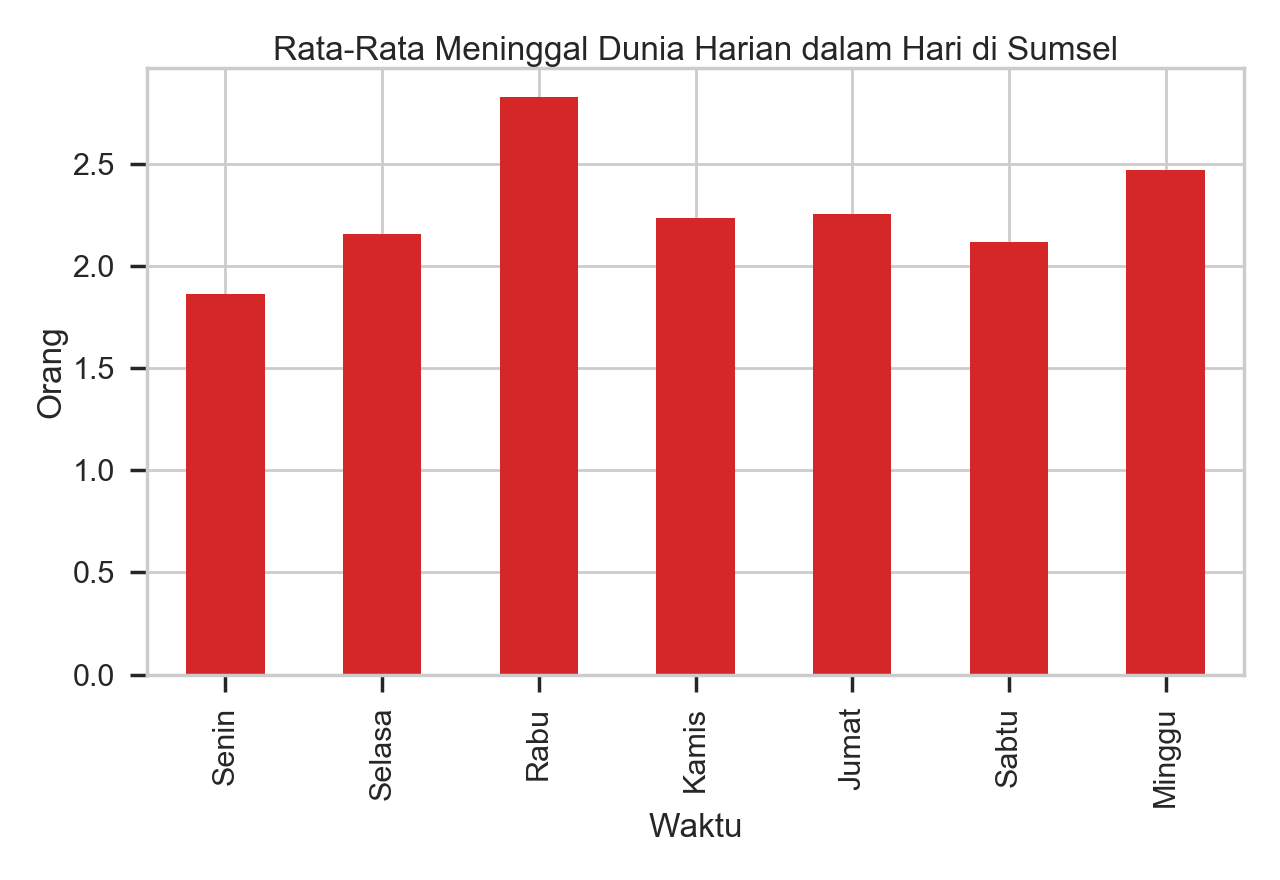 Rata-Rata Meninggal Dunia Harian dalam Hari di Sumsel
Orang
2.5
2.0
1.5
1.0
0.5
0.0
Senin
Selasa
Rabu
Kamis
Jumat
Sabtu
Minggu
Waktu